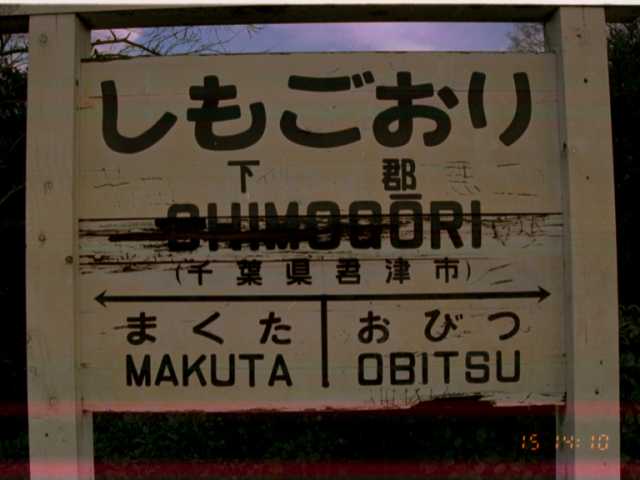 しもごおり
下郡
SHIMOGŌRI
(千葉県君津市)
まくた おびつ
MAKUTA OBITSU
15 14:10